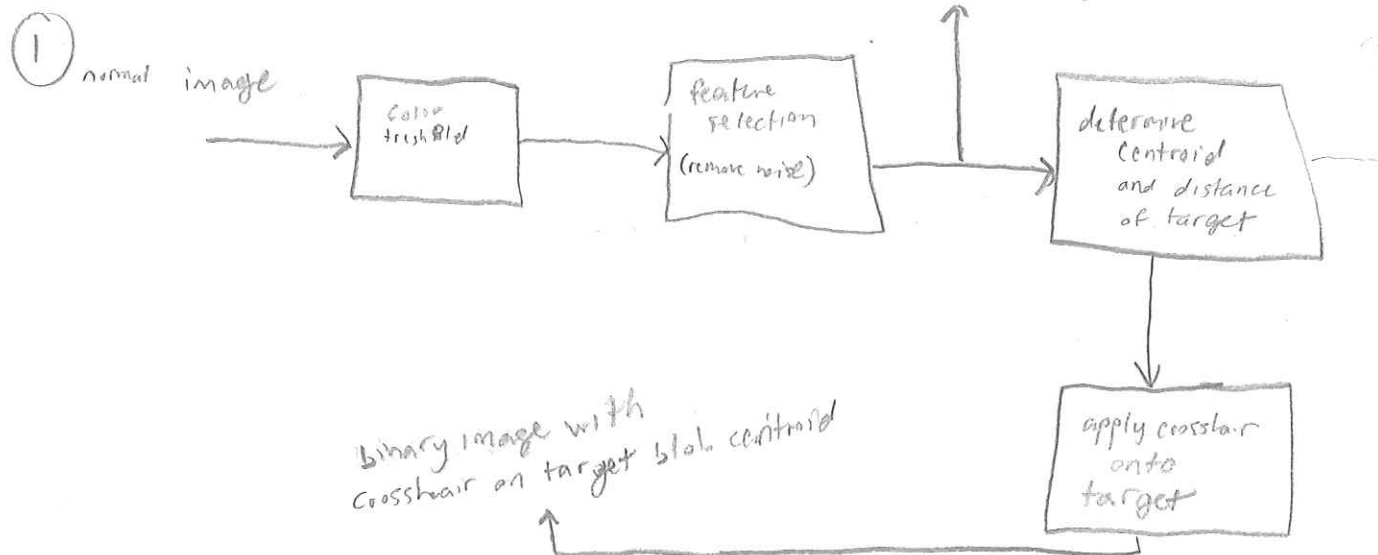 1
normal image
Color
treshold
feature
selection
(remove noise)
determine
centroid
and distance
of target
apply crosshair
onto
target
binary image with
crosshair on target blob centroid